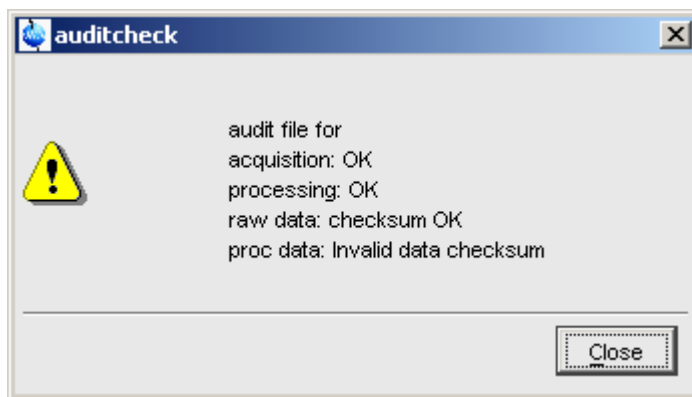 auditcheck
audit file for
acquisition: OK
processing: OK
raw data: checksum OK
proc data: Invalid data checksum
Close